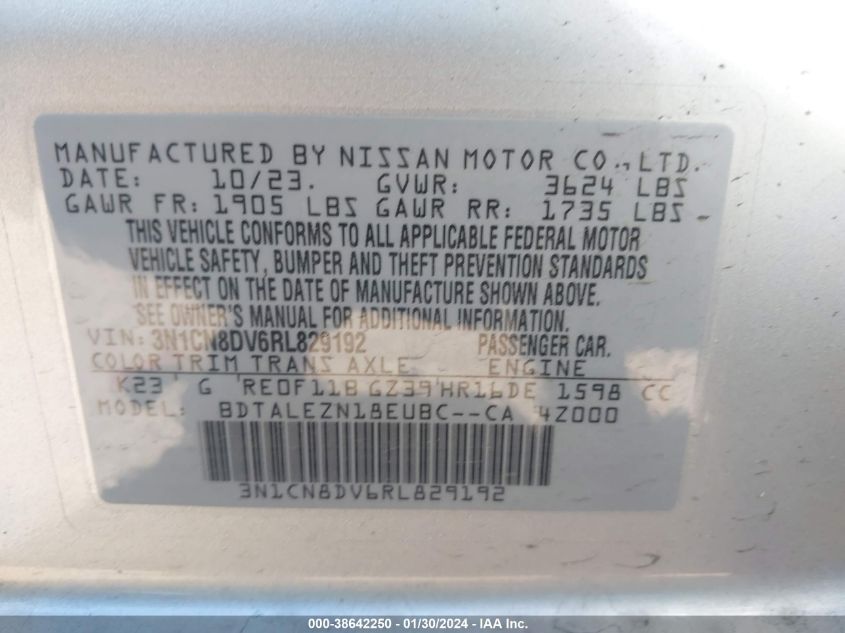 MANUFACTURED BY NISSAN MOTOR CO., LTD.
DATE: 10/23. GVWR: 3624 LBS
GAWR FR: 1905 LBS GAWR RR: 1735 LBS
THIS VEHICLE CONFORMS TO ALL APPLICABLE FEDERAL MOTOR
VEHICLE SAFETY, BUMPER AND THEFT PREVENTION STANDARDS
IN EFFECT ON THE DATE OF MANUFACTURE SHOWN ABOVE.
SEE OWNER'S MANUAL FOR ADDITIONAL INFORMATION.
VIN: 3N1CN8DV6RL829192 PASSENGER CAR.
COLOR TRIM TRANS AXLE ENGINE
K23 G RE0F11B GZ39 HR16DE 1598 CC
MODEL: BDTALEZN18EUBC--CA 4Z000
3N1CN8DV6RL829192
000-38642250 - 01/30/2024 - IAA Inc.